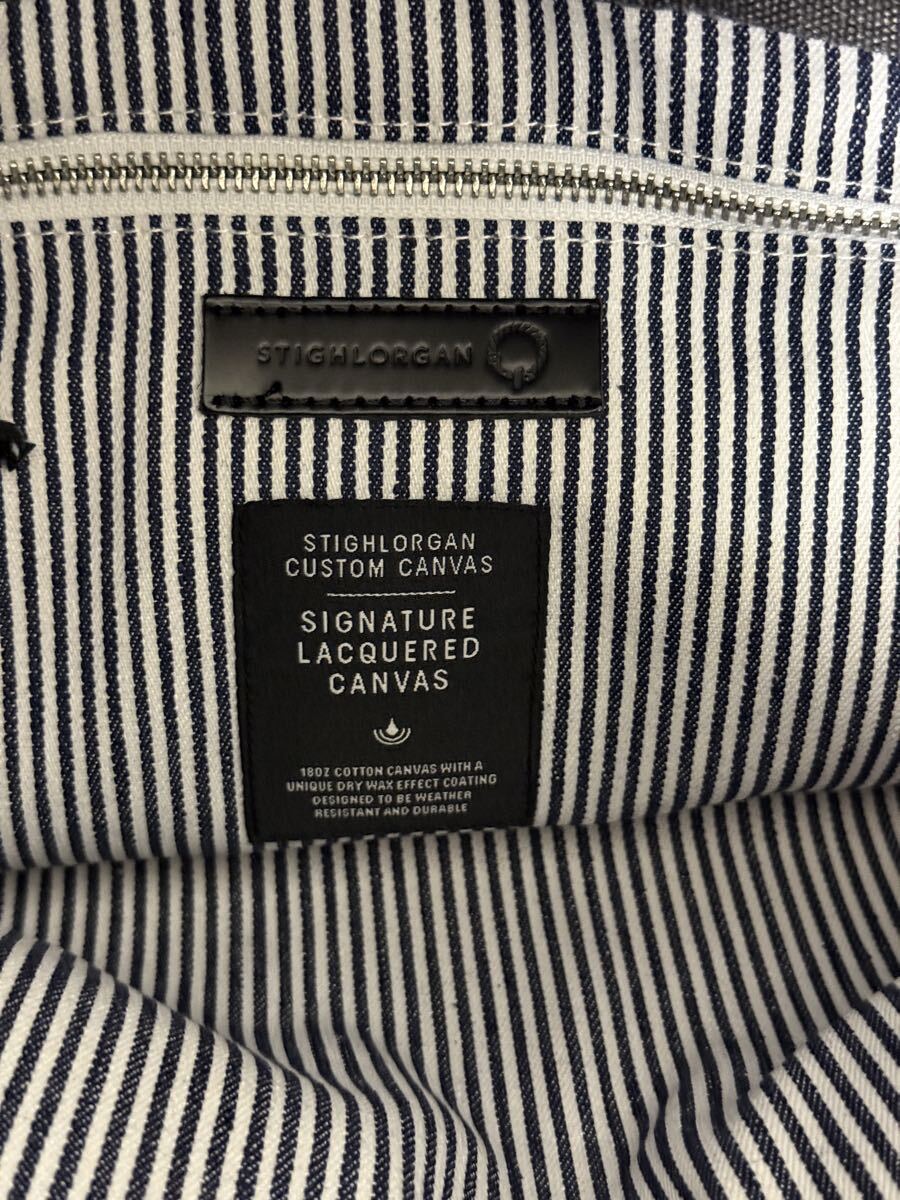 STIGHLORGAN
STIGHLORGAN
CUSTOM CANVAS
SIGNATURE
LACQUERED
CANVAS
18OZ COTTON CANVAS WITH A
UNIQUE DRY WAX EFFECT COATING
DESIGNED TO BE WEATHER
RESISTANT AND DURABLE